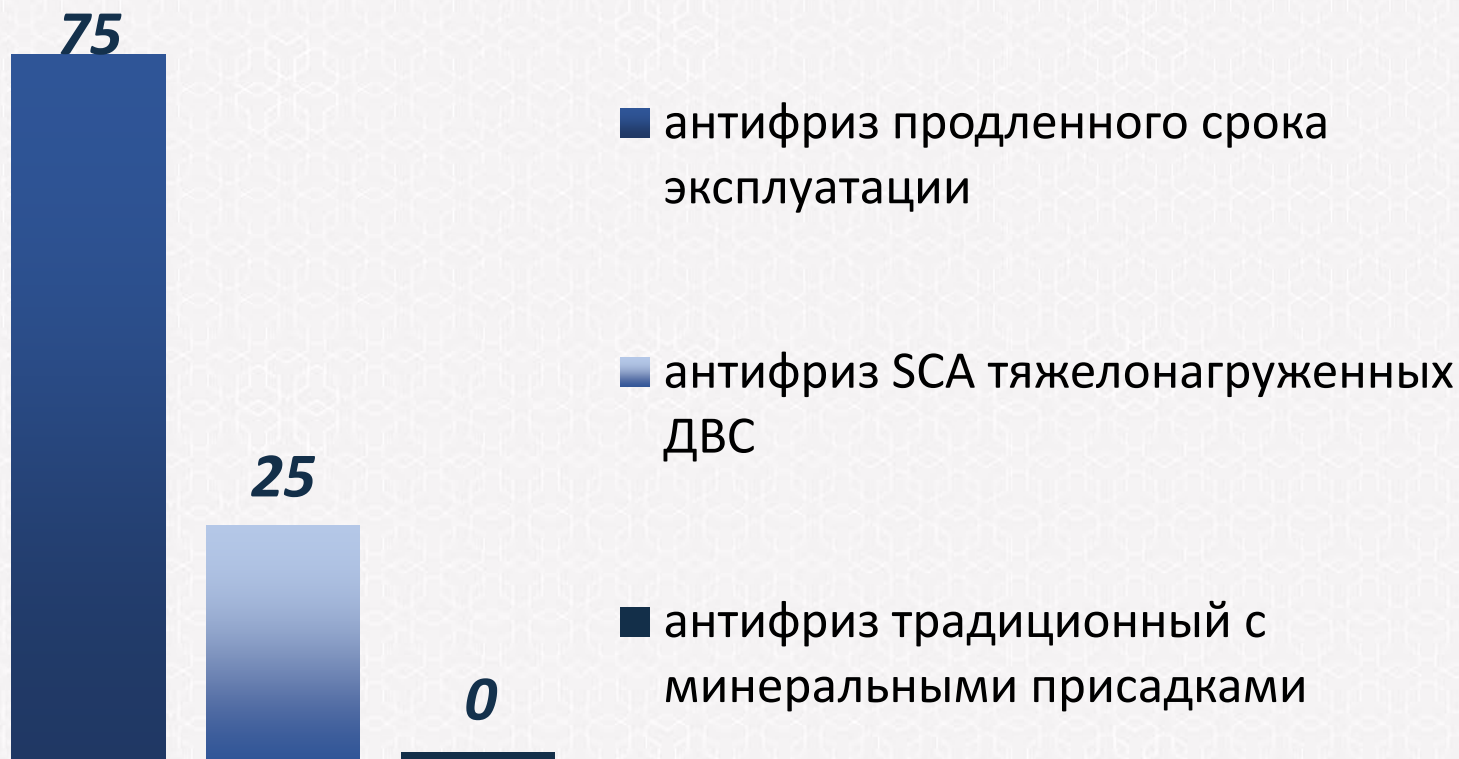 75
антифриз продленного срока
эксплуатации
антифриз SCA тяжелонагруженных
ДВС
25
антифриз традиционный с
минеральными присадками
0